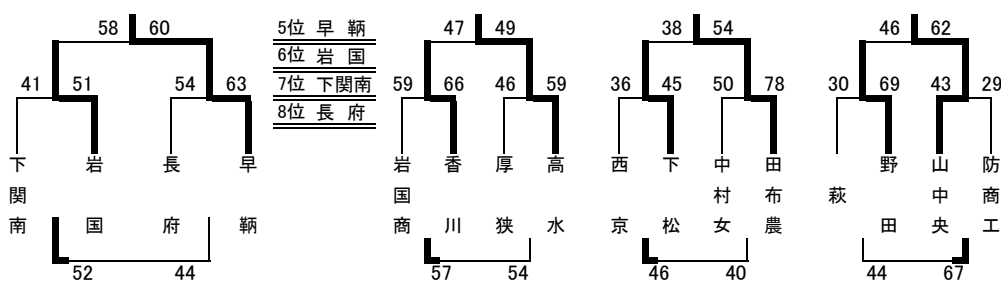 58 60 5位 早 鞆 47 49 38 54 46 62
6位 岩 国
41 51 54 63 7位 下関南 59 66 46 59 36 45 50 78 30 69 43 29
8位 長 府
下関南 岩国 長府 早鞆 岩国商 香川 厚狭 高水 西京 下松 中村女 田布農 萩 野田 山中央 防商工
52 44 57 54 46 40 44 67